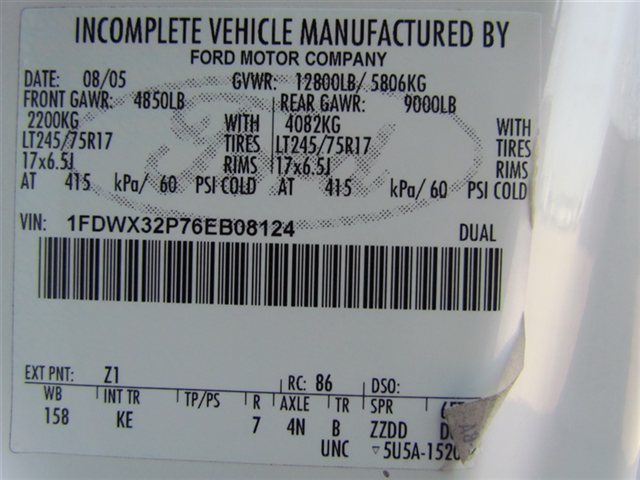 INCOMPLETE VEHICLE MANUFACTURED BY
FORD MOTOR COMPANY
DATE: 08/05 GVWR: 12800LB/ 5806KG
FRONT GAWR: 4850LB REAR GAWR: 9000LB
2200KG WITH 4082KG WITH
LT245/75R17 TIRES LT245/75R17 TIRES
17x6.5J RIMS 17x6.5J RIMS
AT 415 kPa/ 60 PSI COLD AT 415 kPa/ 60 PSI COLD
VIN: 1FDWX32P76EB08124 DUAL
EXT PNT: Z1 RC: 86 DSO:
WB INT TR TP/PS R AXLE TR SPR
158 KE 7 4N B ZZDD
UNC ▽5U5A-1520